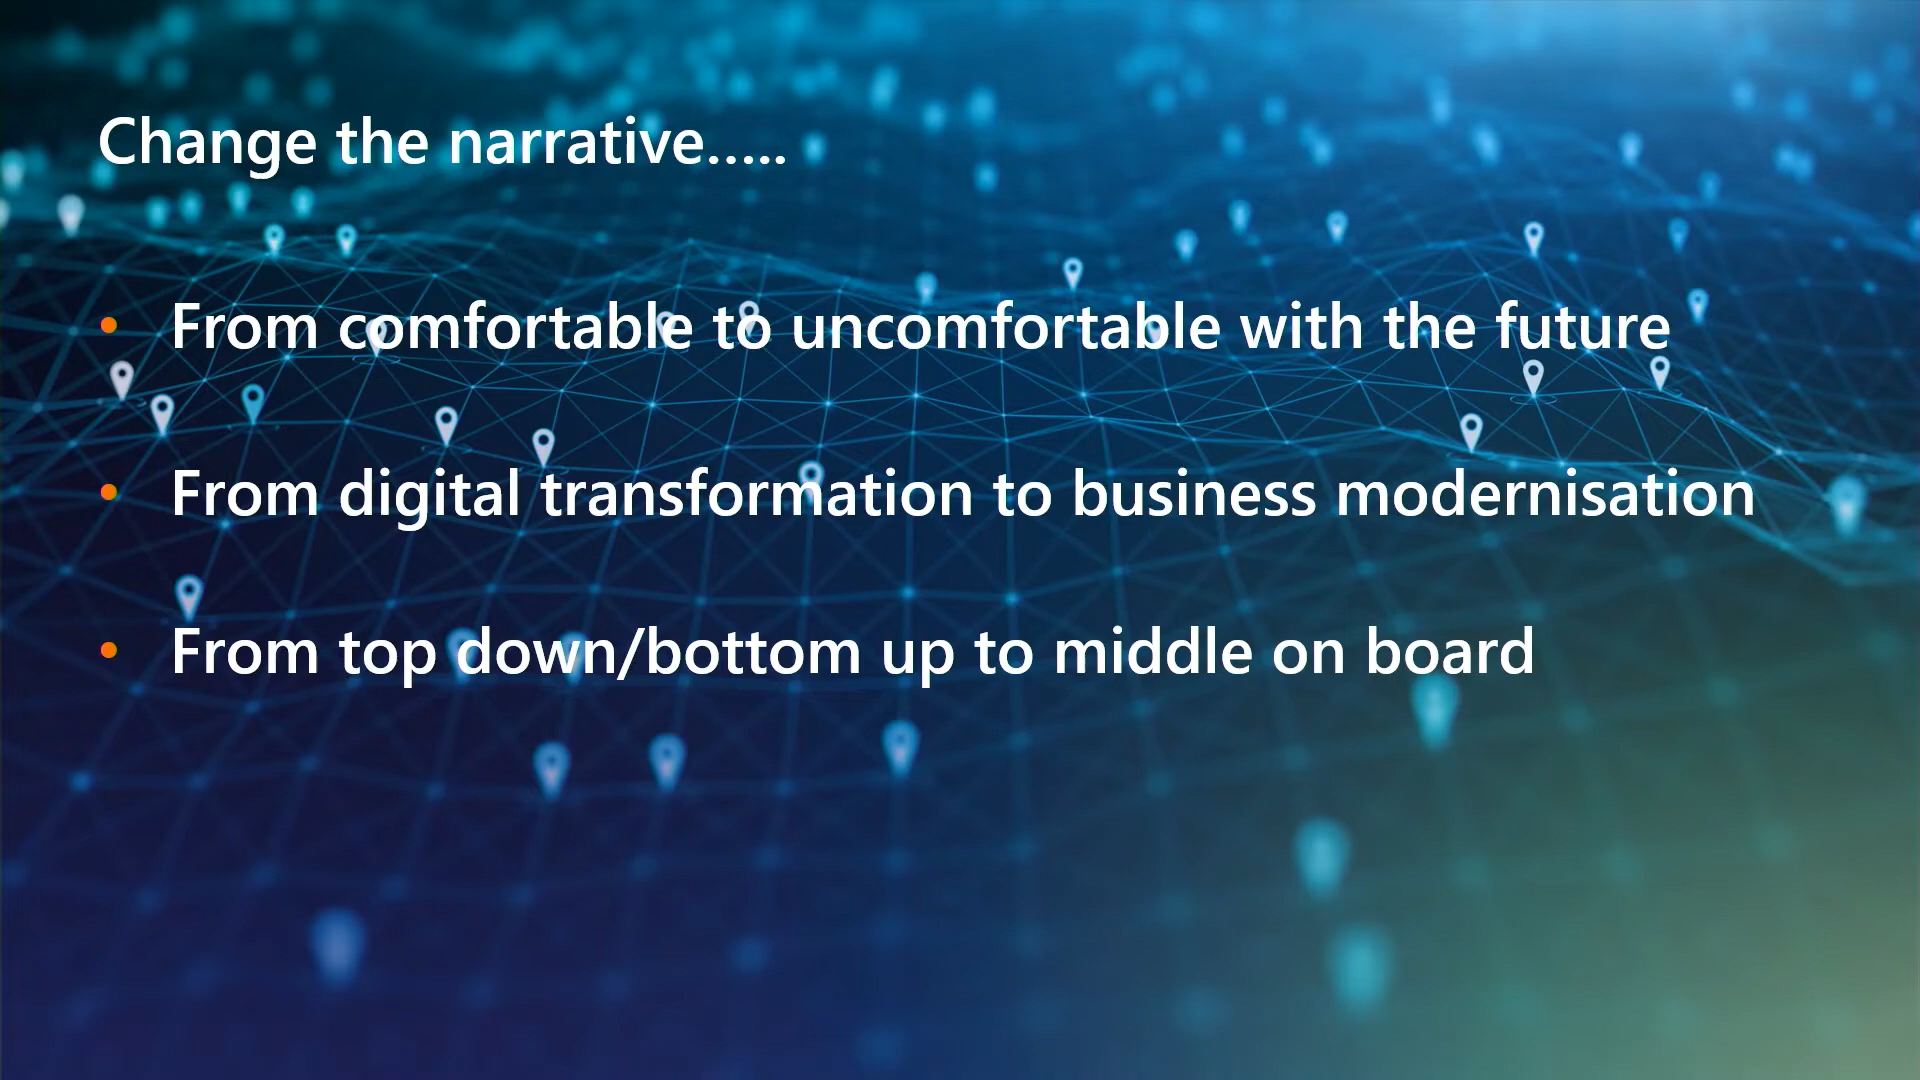 Change the narrative.....
• From comfortable to uncomfortable with the future
• From digital transformation to business modernisation
• From top down/bottom up to middle on board